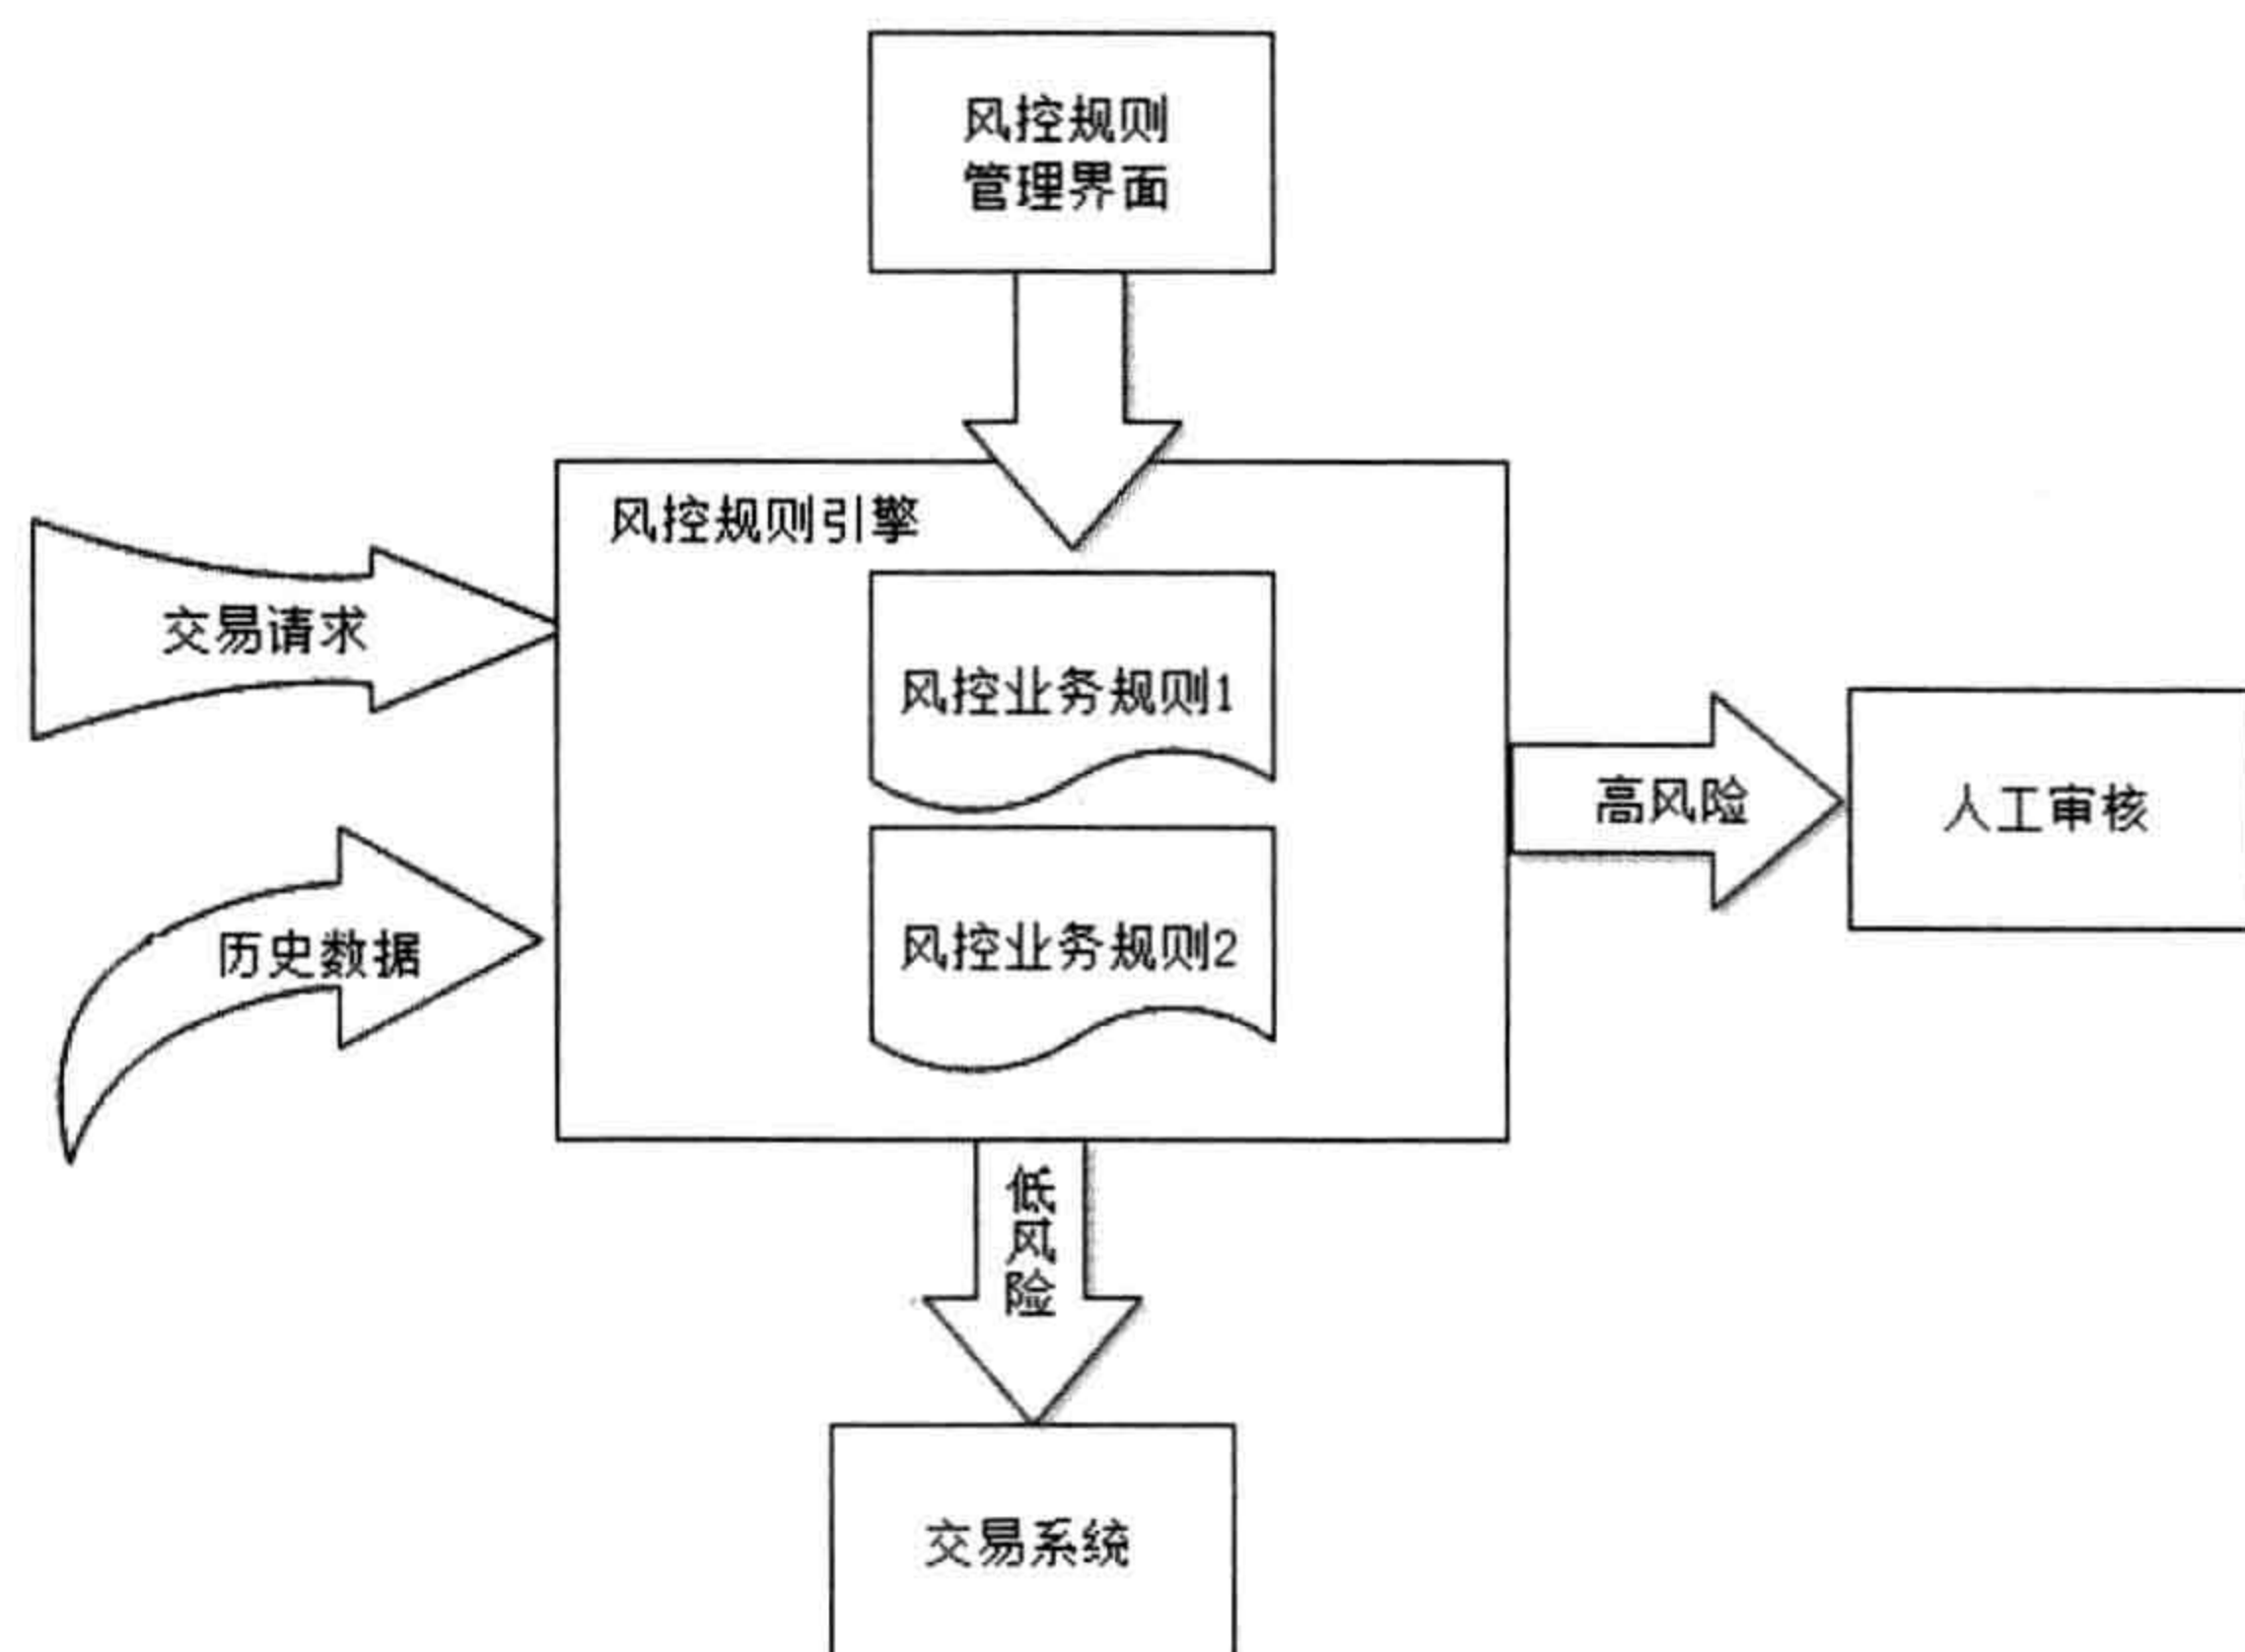 风控规则
管理界面
风控规则引擎
交易请求
风控业务规则1
高风险
人工审核
历史数据
风控业务规则2
低风险
交易系统